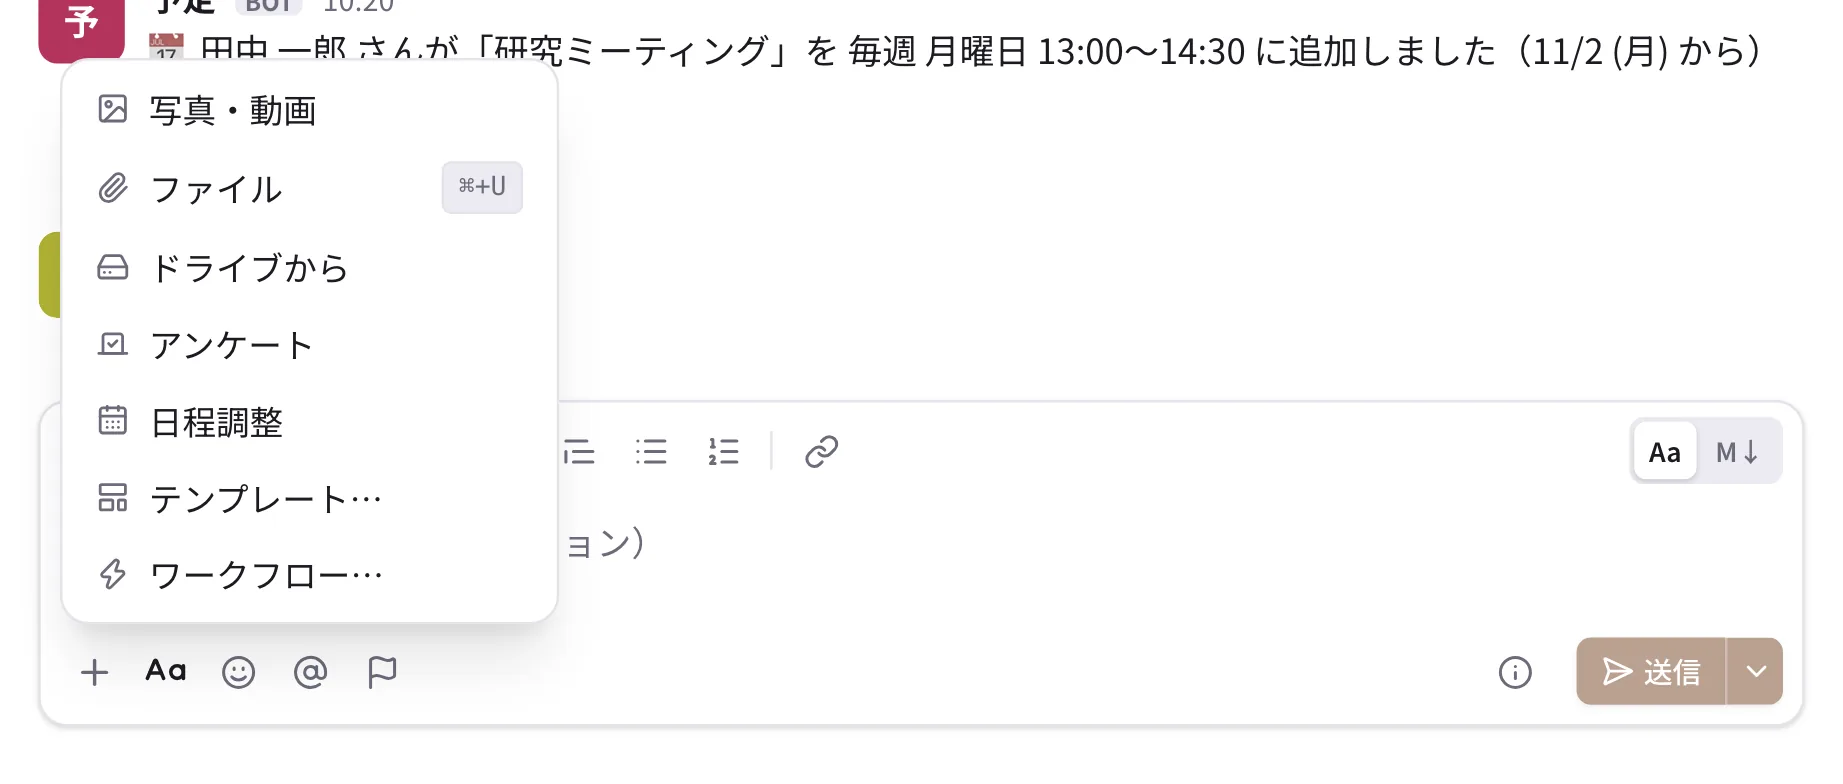 予
予定 BOT 10:20
田中 一郎 さんが「研究ミーティング」を 毎週 月曜日 13:00〜14:30 に追加しました（11/2 (月) から）
写真・動画
ファイル ⌘+U
ドライブから
アンケート
日程調整
テンプレート…
ワークフロー…
Aa M↓
ョン）
Aa
送信